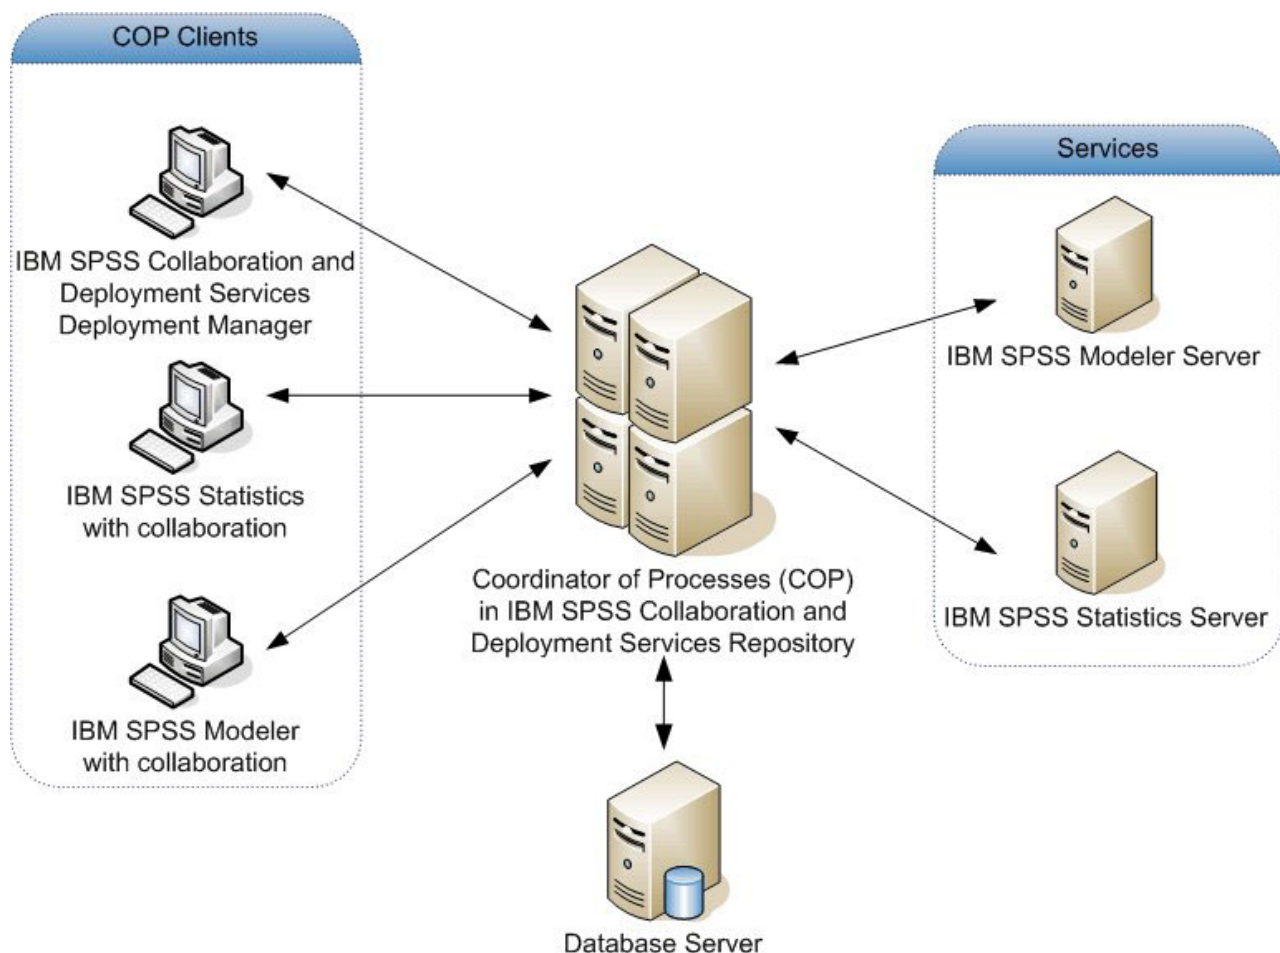 COP Clients
IBM SPSS Collaboration and
Deployment Services
Deployment Manager
IBM SPSS Statistics
with collaboration
IBM SPSS Modeler
with collaboration
Coordinator of Processes (COP)
in IBM SPSS Collaboration and
Deployment Services Repository
Database Server
Services
IBM SPSS Modeler Server
IBM SPSS Statistics Server